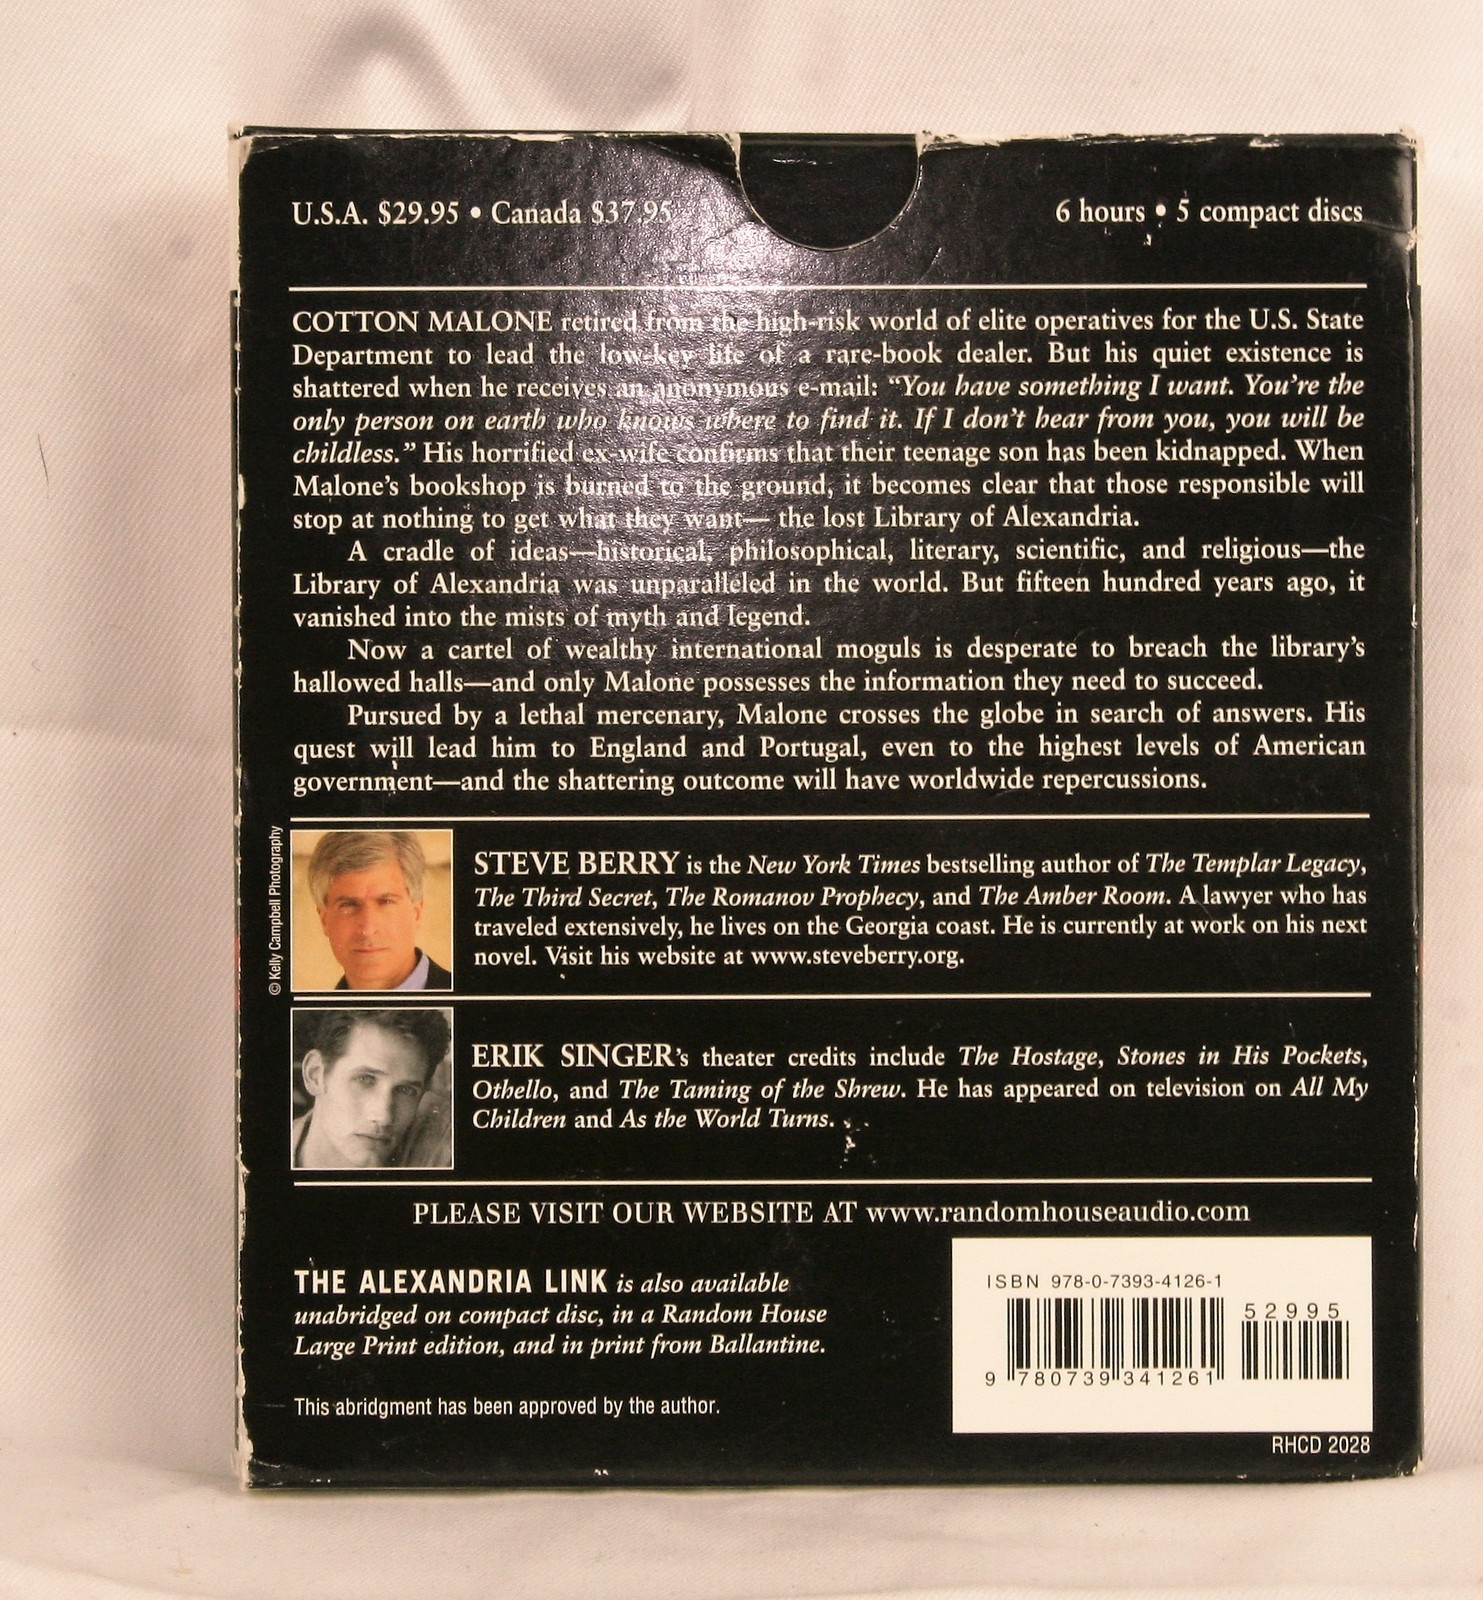 U.S.A. $29.95 • Canada $37.95
6 hours • 5 compact discs
COTTON MALONE retired from the high-risk world of elite operatives for the U.S. State
Department to lead the low-key life of a rare-book dealer. But his quiet existence is
shattered when he receives an anonymous e-mail: “You have something I want. You’re the
only person on earth who knows where to find it. If I don’t hear from you, you will be
childless.” His horrified ex-wife confirms that their teenage son has been kidnapped. When
Malone’s bookshop is burned to the ground, it becomes clear that those responsible will
stop at nothing to get what they want— the lost Library of Alexandria.
A cradle of ideas—historical, philosophical, literary, scientific, and religious—the
Library of Alexandria was unparalleled in the world. But fifteen hundred years ago, it
vanished into the mists of myth and legend.
Now a cartel of wealthy international moguls is desperate to breach the library’s
hallowed halls—and only Malone possesses the information they need to succeed.
Pursued by a lethal mercenary, Malone crosses the globe in search of answers. His
quest will lead him to England and Portugal, even to the highest levels of American
government—and the shattering outcome will have worldwide repercussions.
© Kelly Campbell Photography
STEVE BERRY is the New York Times bestselling author of The Templar Legacy,
The Third Secret, The Romanov Prophecy, and The Amber Room. A lawyer who has
traveled extensively, he lives on the Georgia coast. He is currently at work on his next
novel. Visit his website at www.steveberry.org.
ERIK SINGER’s theater credits include The Hostage, Stones in His Pockets,
Othello, and The Taming of the Shrew. He has appeared on television on All My
Children and As the World Turns.
PLEASE VISIT OUR WEBSITE AT www.randomhouseaudio.com
THE ALEXANDRIA LINK is also available
unabridged on compact disc, in a Random House
Large Print edition, and in print from Ballantine.
This abridgment has been approved by the author.
ISBN 978-0-7393-4126-1
52995
9 780739 341261
RHCD 2028